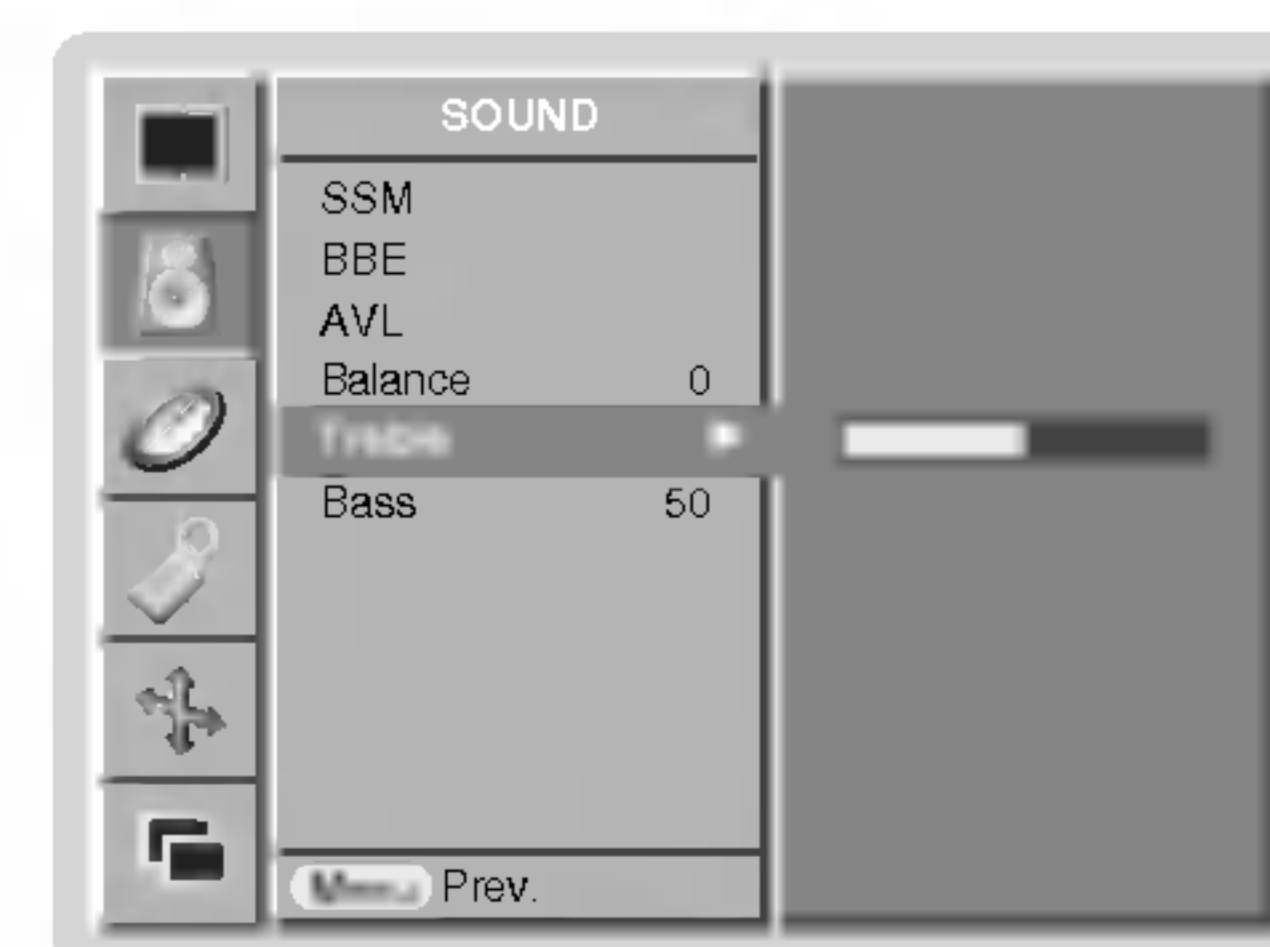 SOUND
SSM
BBE
AVL
Balance 0
Treble
Bass 50
Menu Prev.